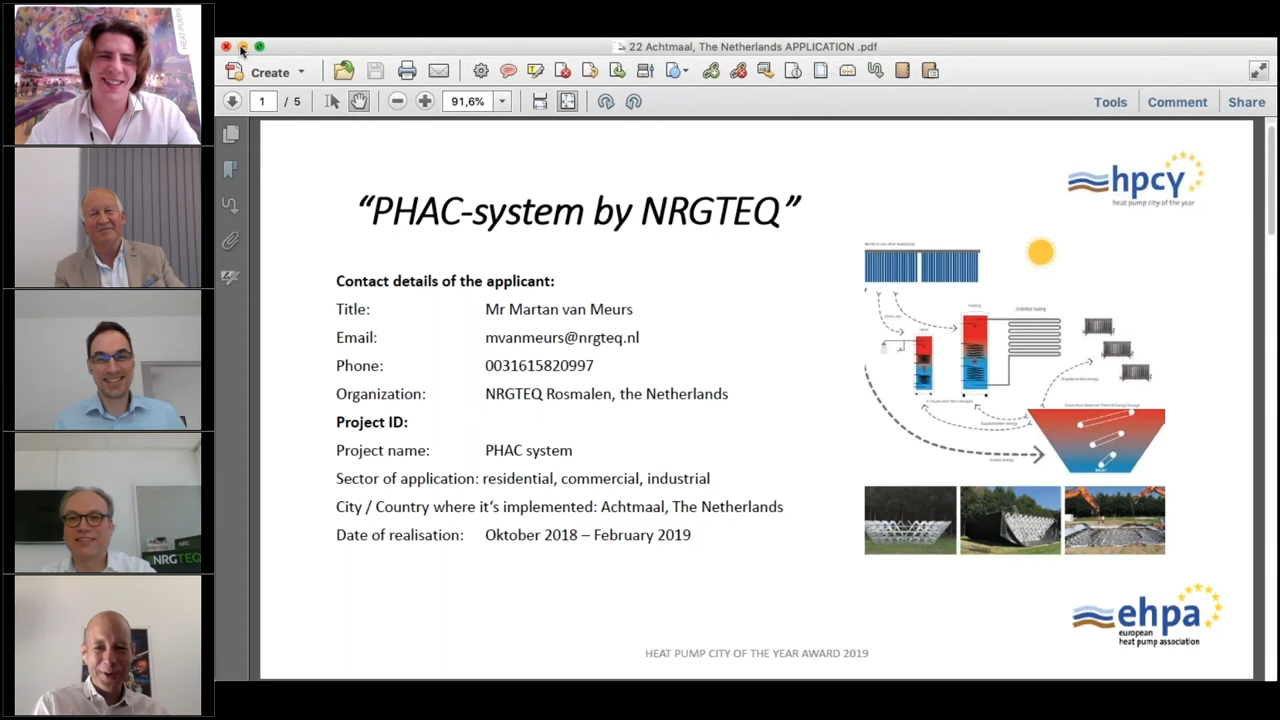 HEAT-PUMPS
22 Achtmaal, The Netherlands APPLICATION .pdf
Create
1 / 5
91,6%
Tools Comment Share
hpcy
heat pump city of the year
“PHAC-system by NRGTEQ”
Contact details of the applicant:
Title: Mr Martan van Meurs
Email: mvanmeurs@nrgteq.nl
Phone: 0031615820997
Organization: NRGTEQ Rosmalen, the Netherlands
Project ID:
Project name: PHAC system
Sector of application: residential, commercial, industrial
City / Country where it‘s implemented: Achtmaal, The Netherlands
Date of realisation: Oktober 2018 – February 2019
Heating
NRGTEQ
ehpa
european
heat pump association
HEAT PUMP CITY OF THE YEAR AWARD 2019